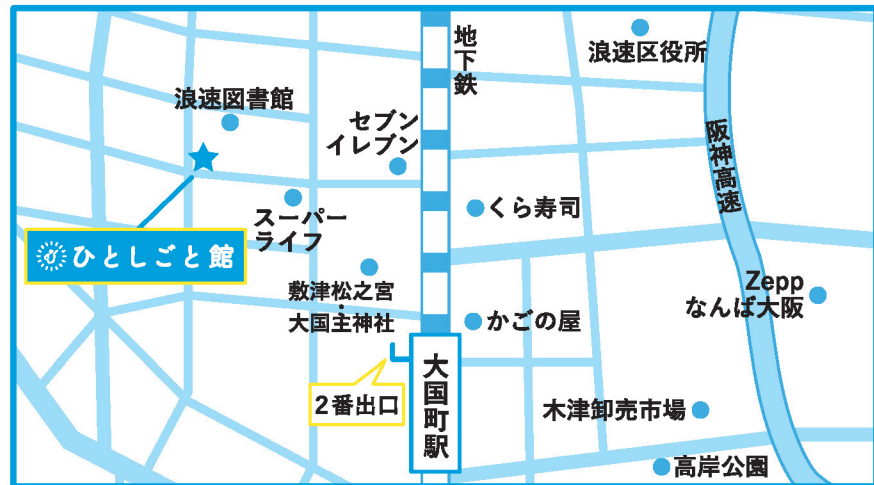 地下鉄
浪速区役所
浪速図書館
セブン
イレブン
阪神高速
くら寿司
スーパー
ライフ
ひとしごと館
Zepp
なんば大阪
敷津松之宮
・
大国主神社
かごの屋
2番出口
大国町駅
木津卸売市場
高岸公園